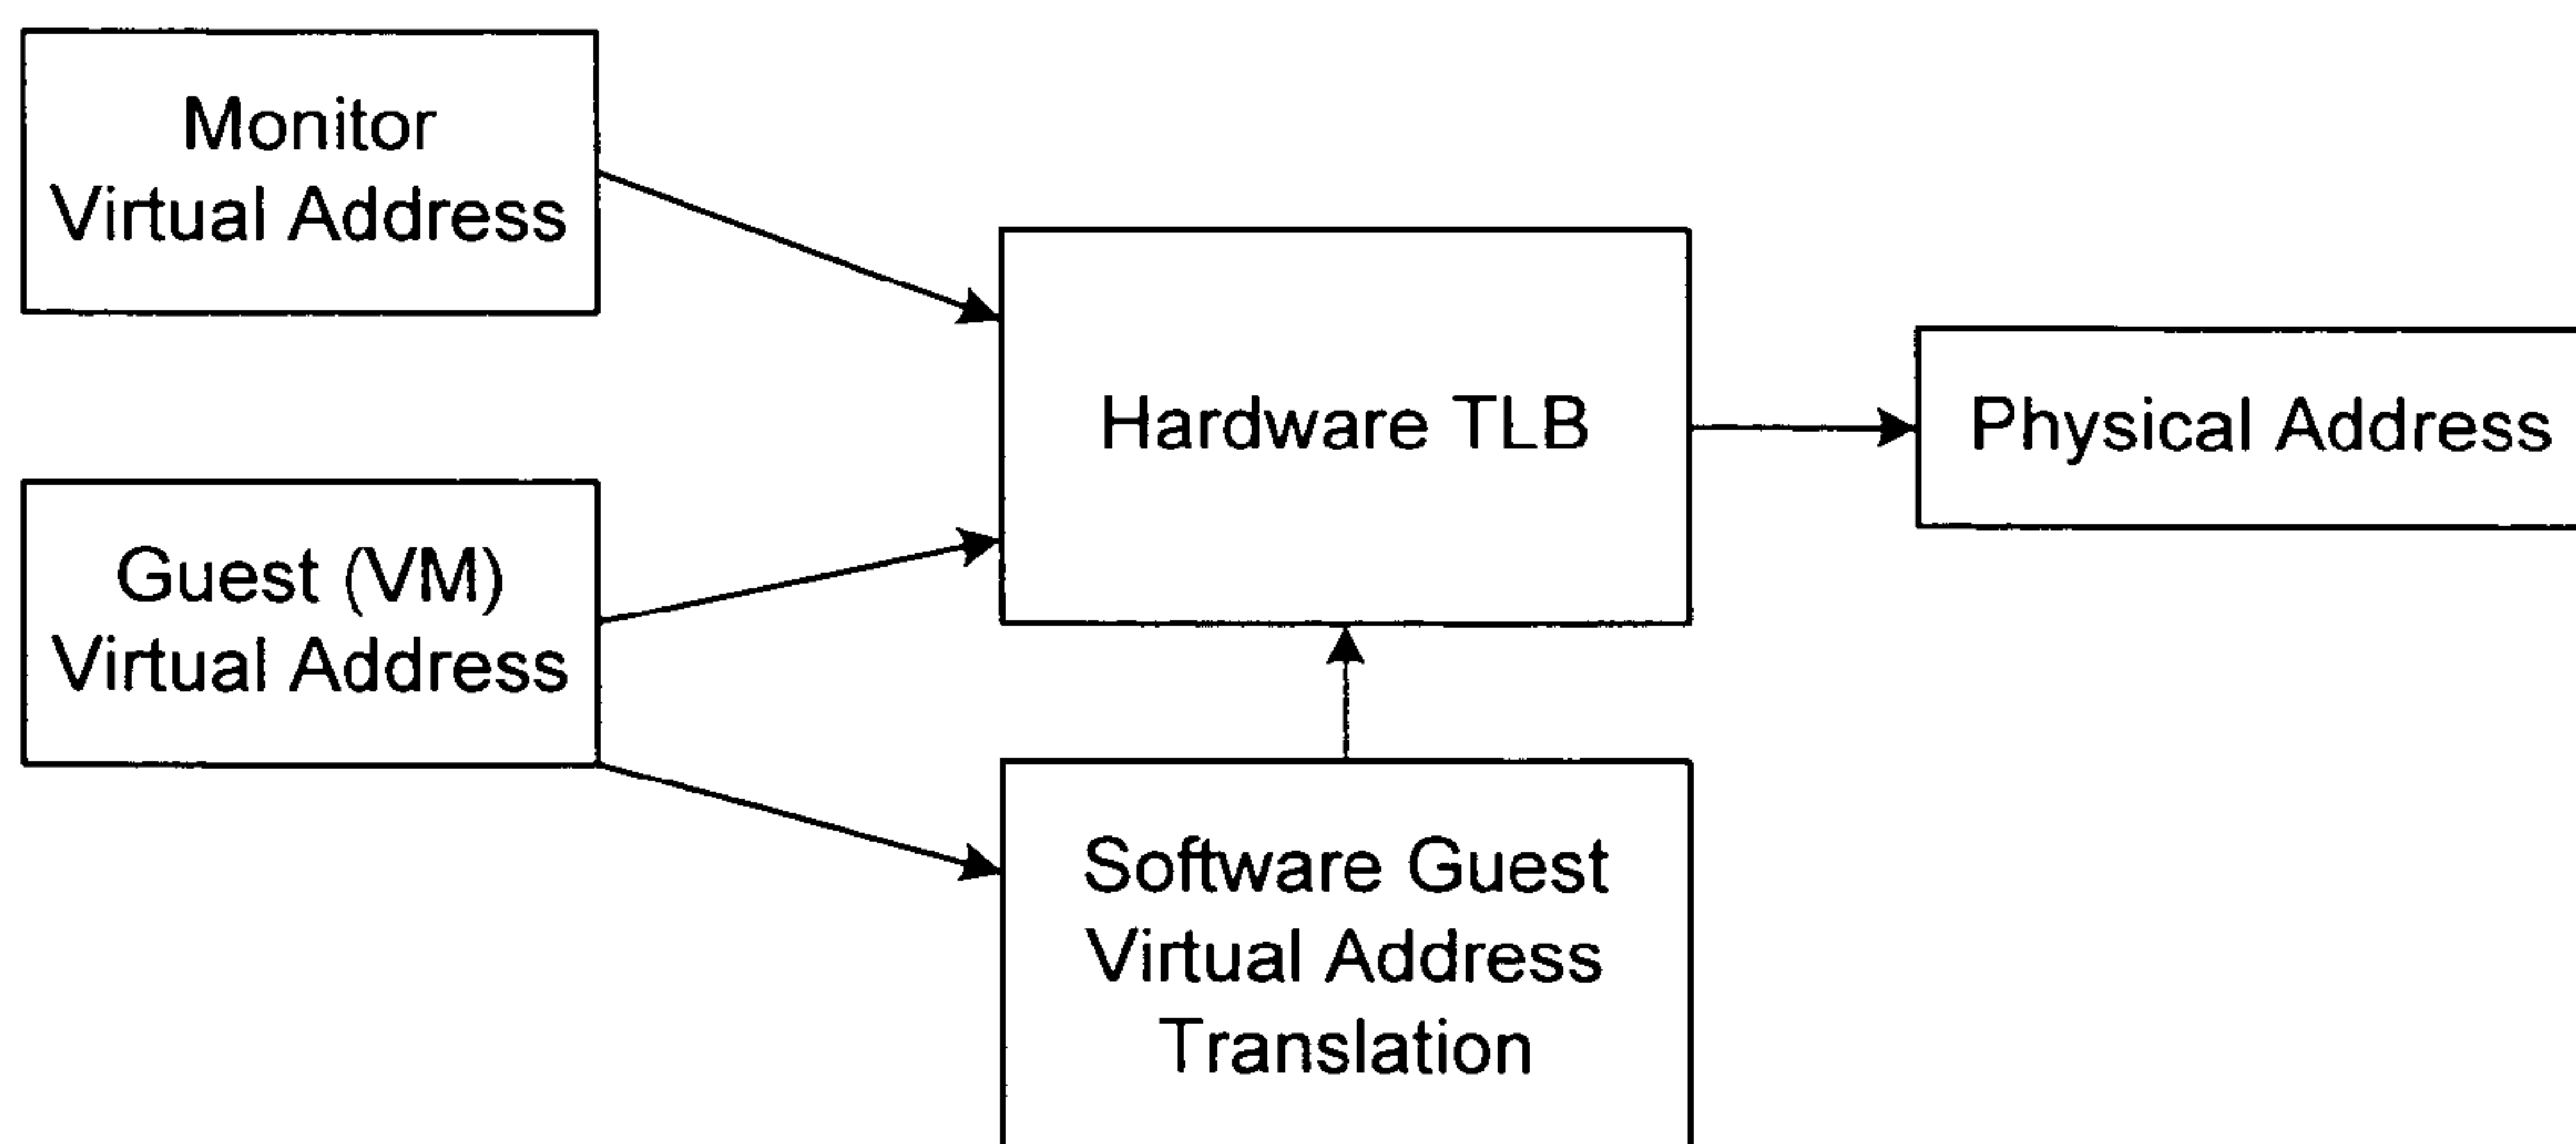 Monitor
Virtual Address
Hardware TLB
Physical Address
Guest (VM)
Virtual Address
Software Guest
Virtual Address
Translation